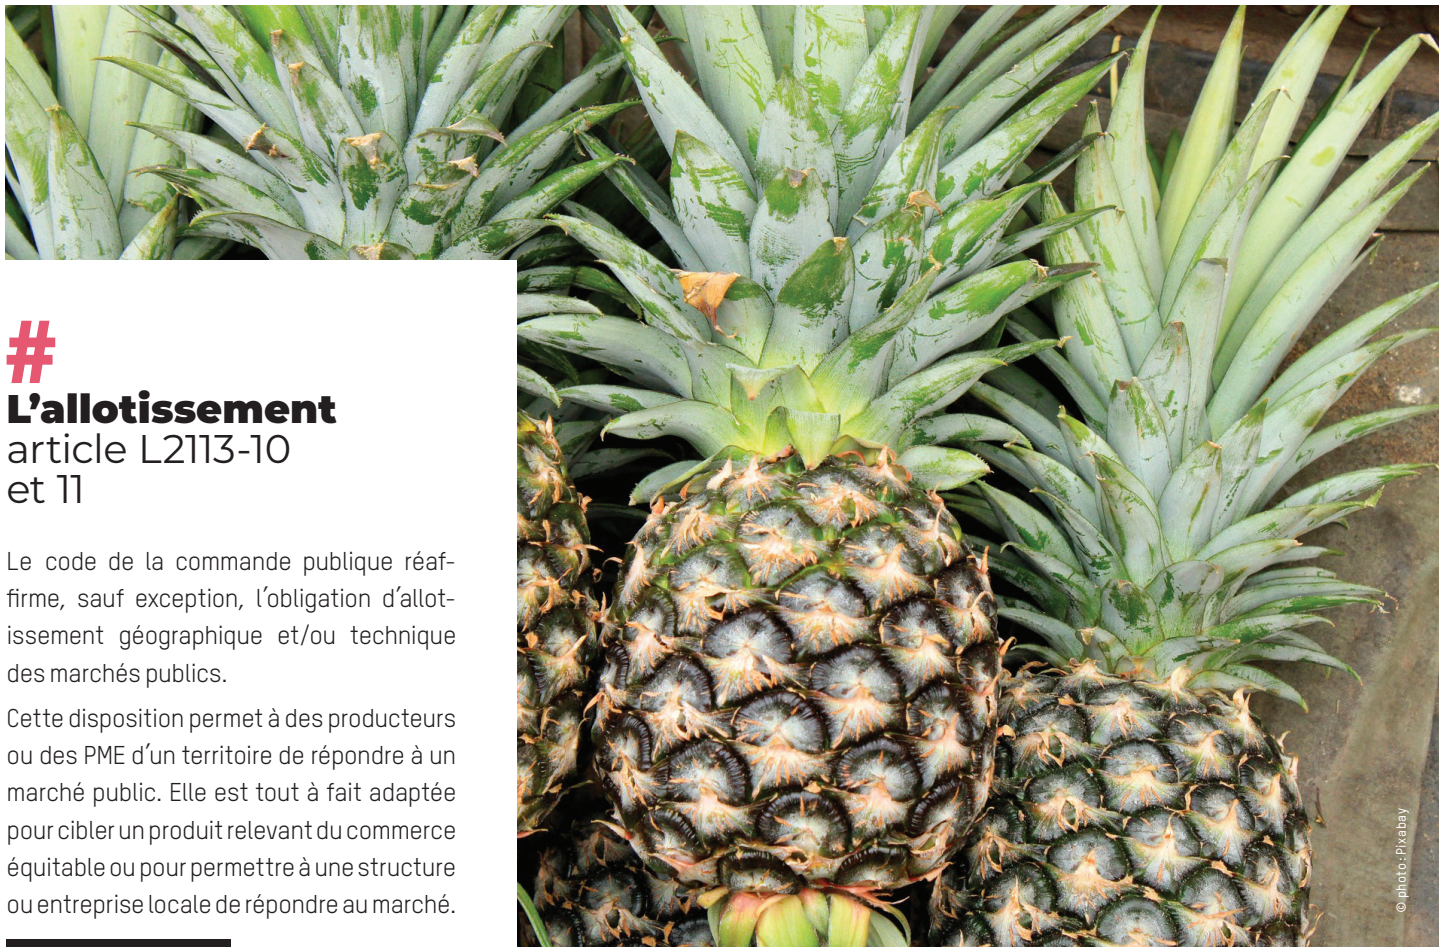 #
L’allotissement
article L2113-10
et 11
Le code de la commande publique réaf-
firme, sauf exception, l’obligation d’allot-
issement géographique et/ou technique
des marchés publics.
Cette disposition permet à des producteurs
ou des PME d’un territoire de répondre à un
marché public. Elle est tout à fait adaptée
pour cibler un produit relevant du commerce
équitable ou pour permettre à une structure
ou entreprise locale de répondre au marché.
© photo : Pixabay